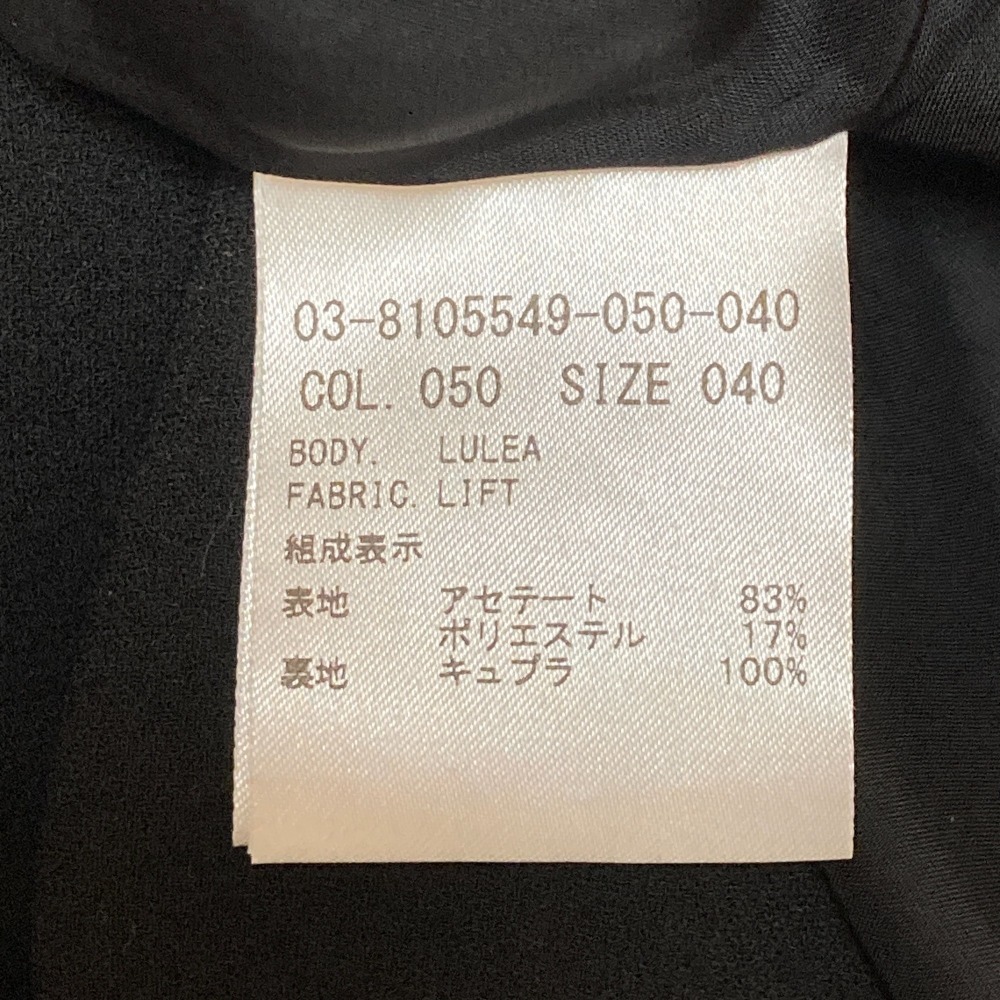 03-8105549-050-040
COL. 050 SIZE 040
BODY. LULEA
FABRIC. LIFT
組成表示
表地 アセテート 83%
ポリエステル 17%
裏地 キュプラ 100%